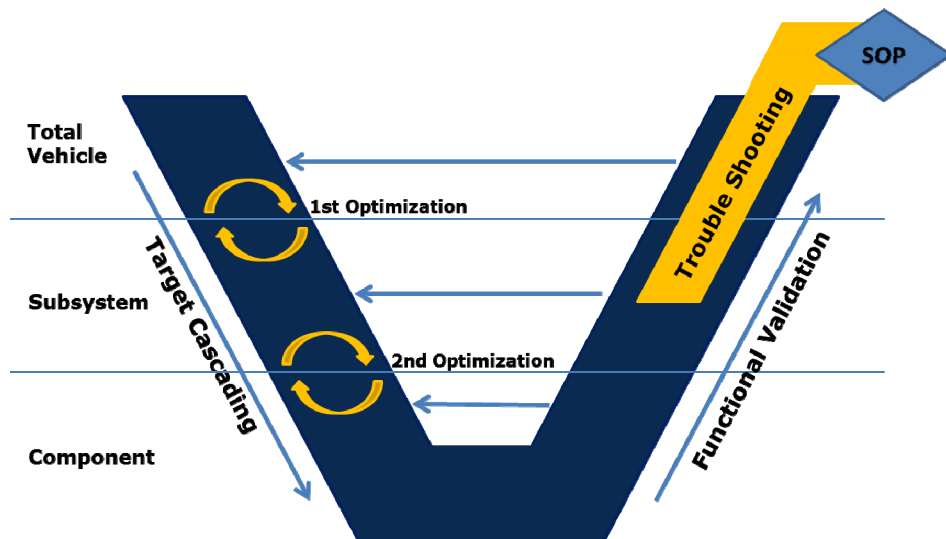 SOP
Total
Vehicle
Trouble Shooting
1st Optimization
Target Cascading
Subsystem
Functional Validation
2nd Optimization
Component